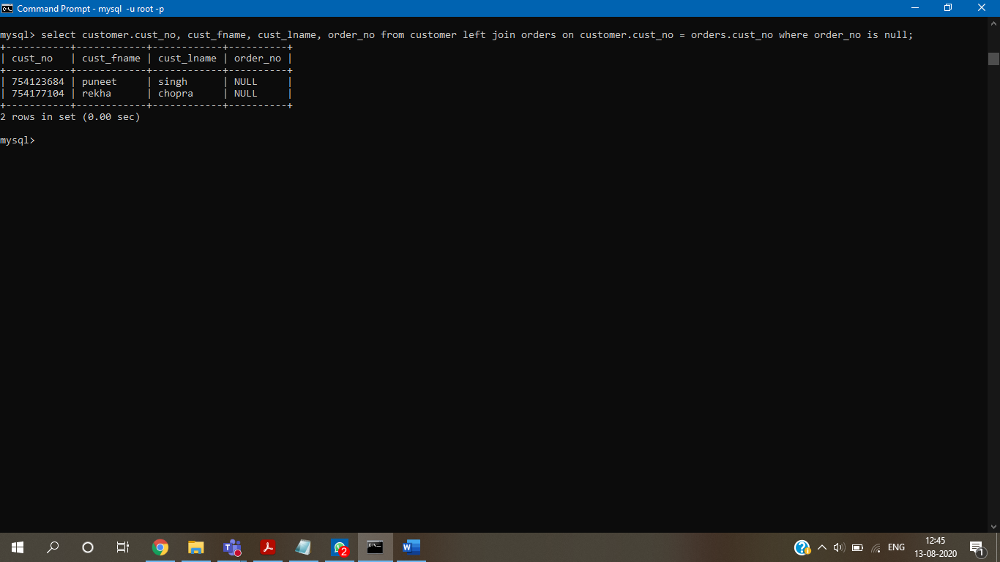 Command Prompt - mysql  -u root -p
mysql> select customer.cust_no, cust_fname, cust_lname, order_no from customer left join orders on customer.cust_no = orders.cust_no where order_no is null;
+-----------+------------+------------+----------+
| cust_no   | cust_fname | cust_lname | order_no |
+-----------+------------+------------+----------+
| 754123684 | puneet     | singh      | NULL     |
| 754177104 | rekha      | chopra     | NULL     |
+-----------+------------+------------+----------+
2 rows in set (0.00 sec)
mysql>
2
ENG
12:45
13-08-2020
1